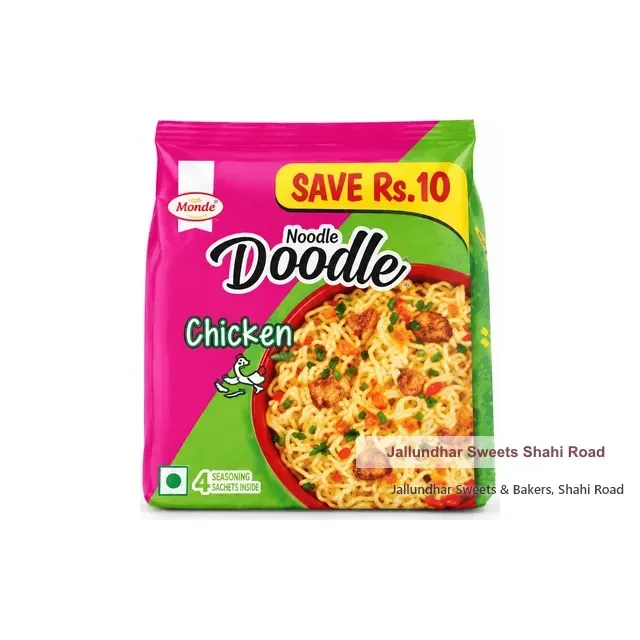 SAVE Rs.10
Monde
Noodle
Doodle
Chicken
4 SEASONING
SACHETS INSIDE
Jallundhar Sweets Shahi Road
Jallundhar Sweets & Bakers, Shahi Road